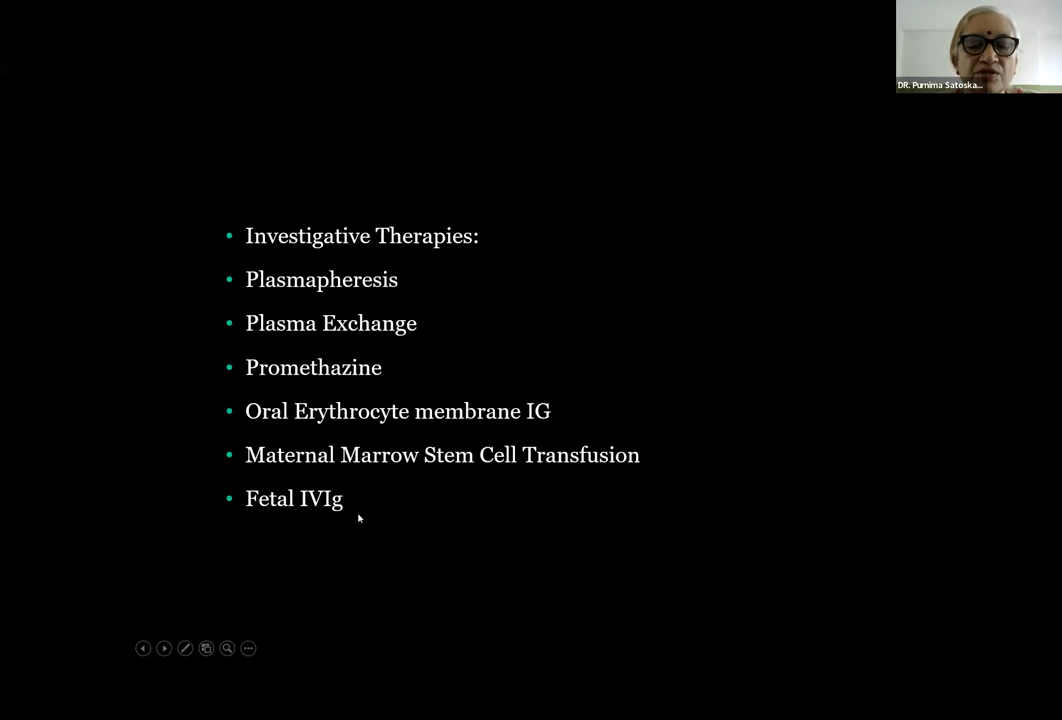 DR. Purnima Satoska...
Investigative Therapies:
Plasmapheresis
Plasma Exchange
Promethazine
Oral Erythrocyte membrane IG
Maternal Marrow Stem Cell Transfusion
Fetal IVIg